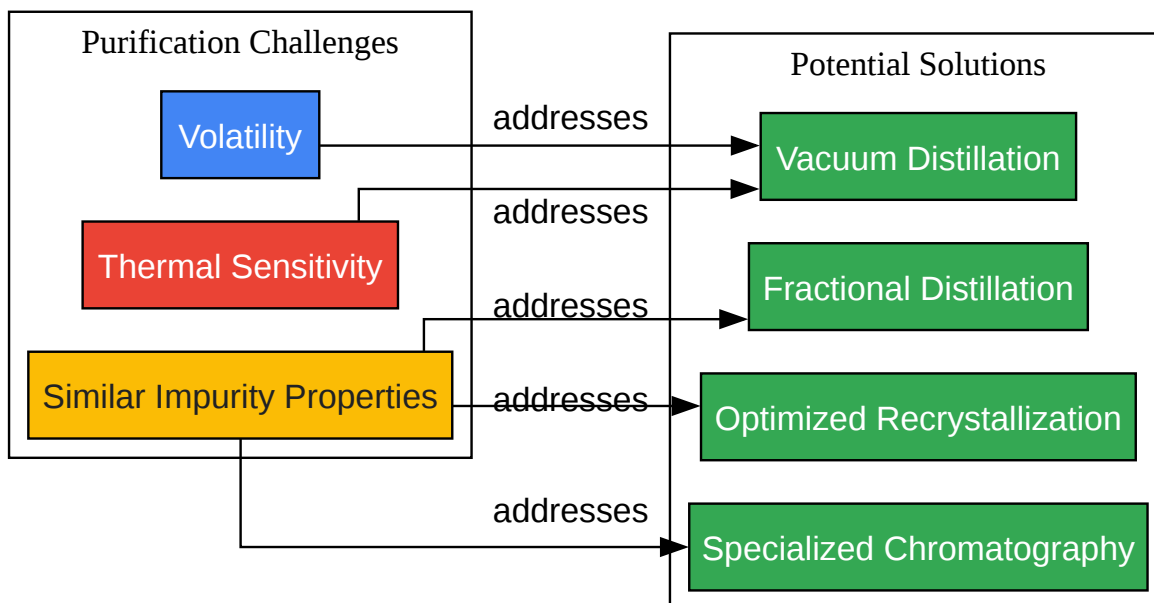 Purification Challenges
Potential Solutions
Volatility
addresses
Vacuum Distillation
Thermal Sensitivity
addresses
Fractional Distillation
addresses
Similar Impurity Properties
addresses
Optimized Recrystallization
addresses
Specialized Chromatography